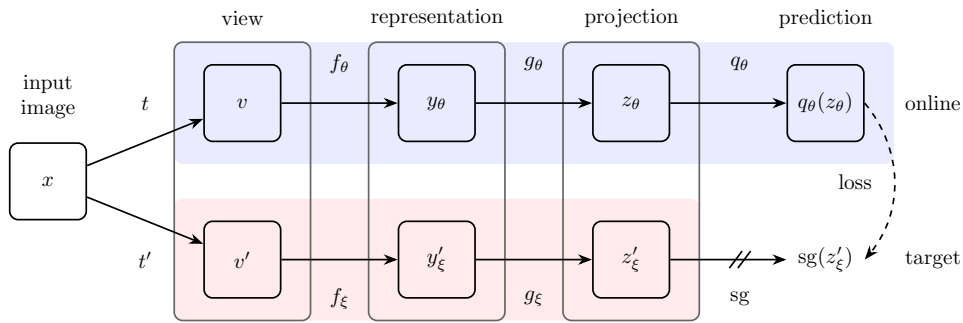 view representation projection prediction
input
image
t f_θ g_θ q_θ
v y_θ z_θ q_θ(z_θ) online
x
loss
t′ v′ y′_ξ z′_ξ sg(z′_ξ) target
f_ξ g_ξ sg